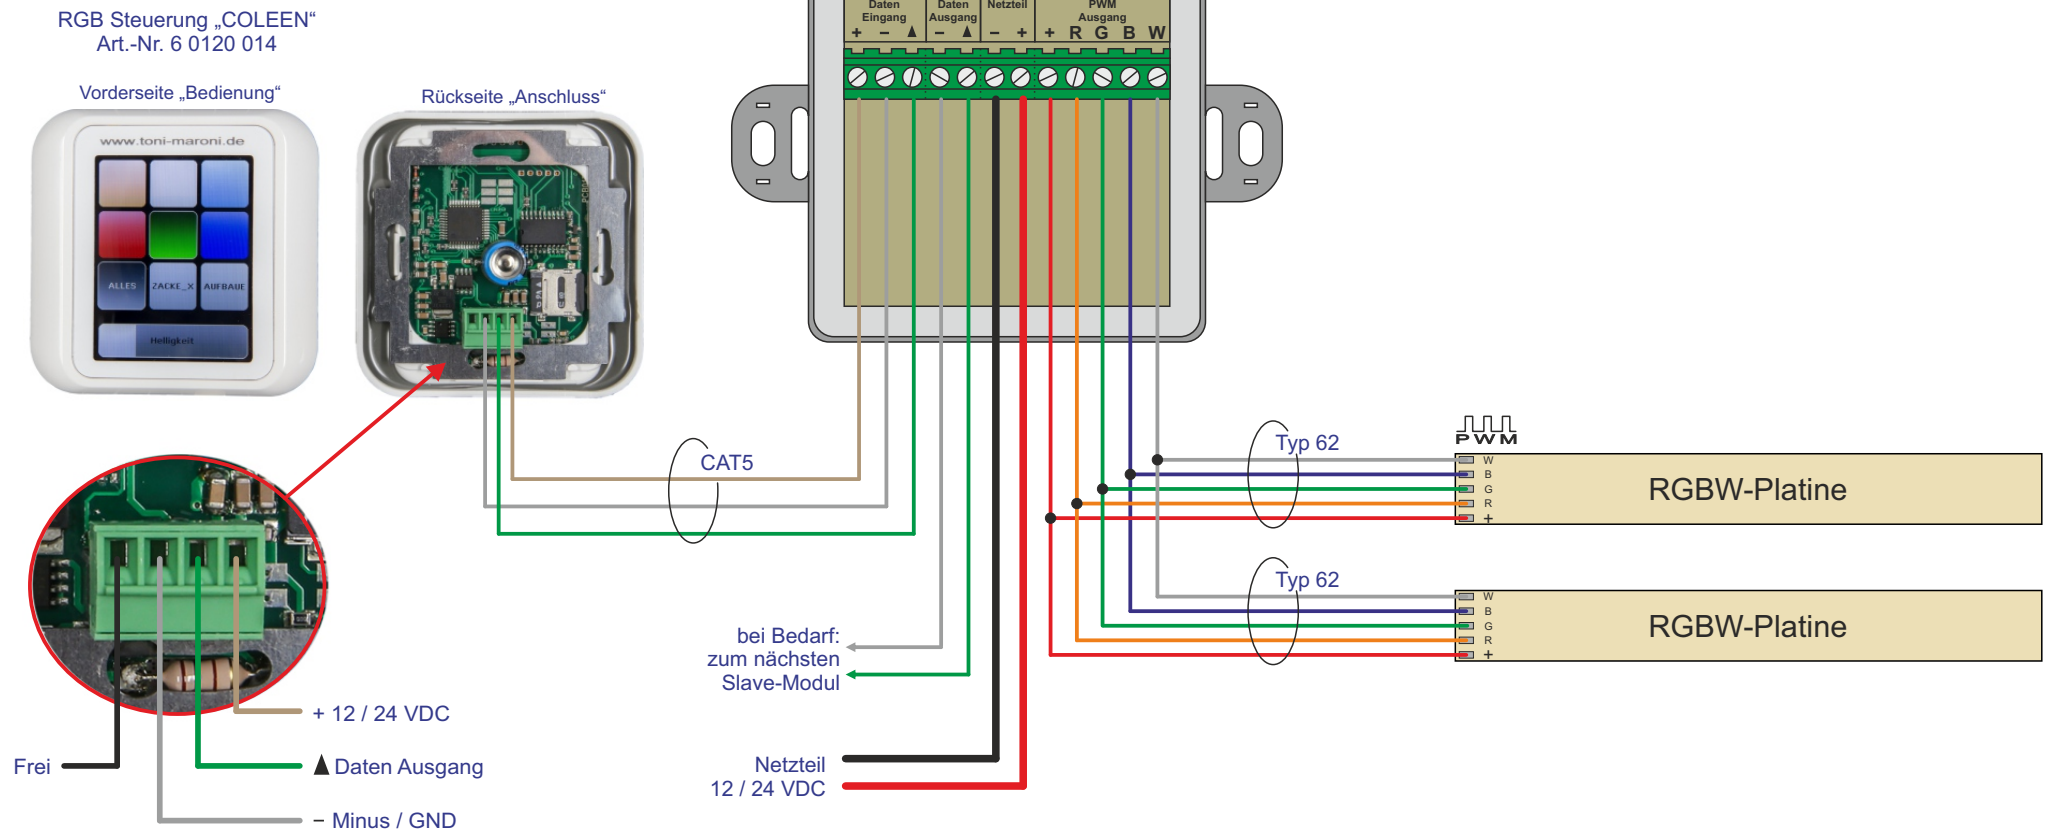 RGB Steuerung „COLEEN“
Art.-Nr. 6 0120 014
Vorderseite „Bedienung“
Rückseite „Anschluss“
www.toni-maroni.de
ALLES
ZACKE_X
AUFBAUE
Helligkeit
Daten Eingang
Daten Ausgang
Netzteil
PWM Ausgang
+ − ▲ − ▲ − + + R G B W
CAT5
Typ 62
PWM
W
B
G
R
+
RGBW-Platine
Typ 62
W
B
G
R
+
RGBW-Platine
bei Bedarf:
zum nächsten
Slave-Modul
Netzteil
12 / 24 VDC
+ 12 / 24 VDC
Frei
▲ Daten Ausgang
− Minus / GND